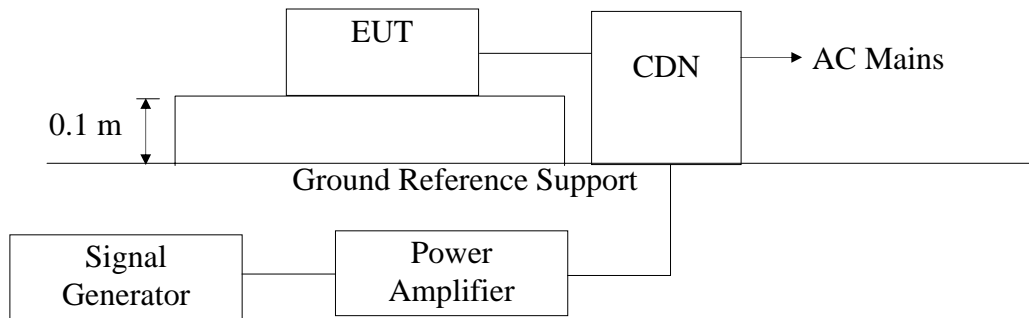 EUT
CDN
AC Mains
0.1 m
Ground Reference Support
Signal
Generator
Power
Amplifier